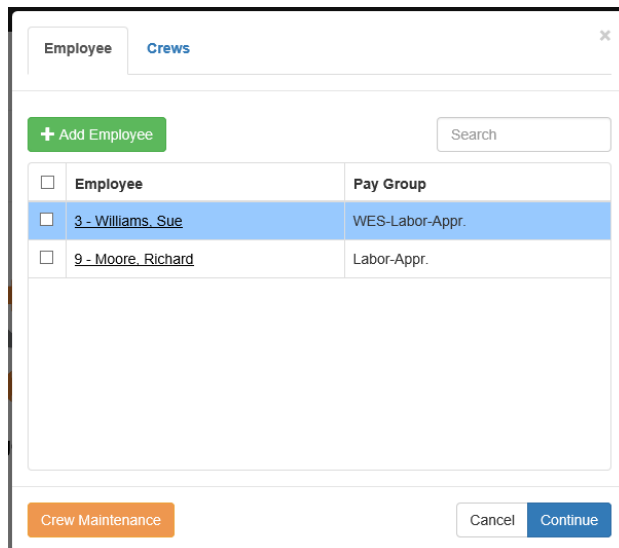 Employee Crews
Add Employee Search
Employee Pay Group
3 - Williams, Sue WES-Labor-Appr.
9 - Moore, Richard Labor-Appr.
Crew Maintenance Cancel Continue